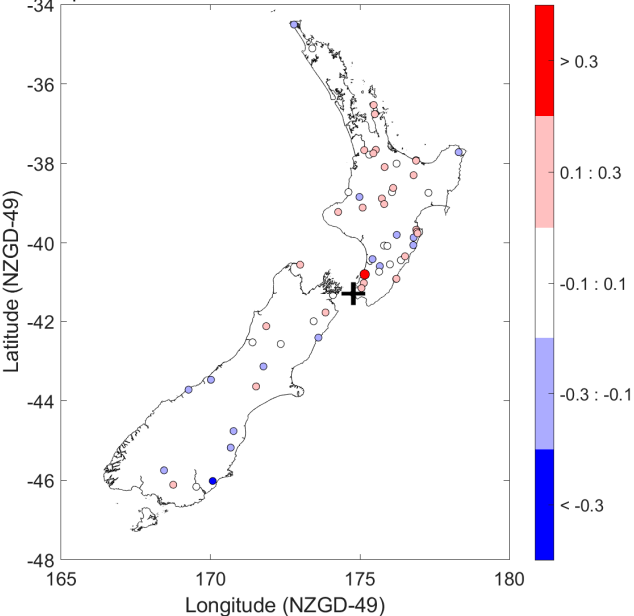 -34
-36
-38
-40
-42
-44
-46
-48
Latitude (NZGD-49)
165
170
175
180
Longitude (NZGD-49)
> 0.3
0.1 : 0.3
-0.1 : 0.1
-0.3 : -0.1
< -0.3